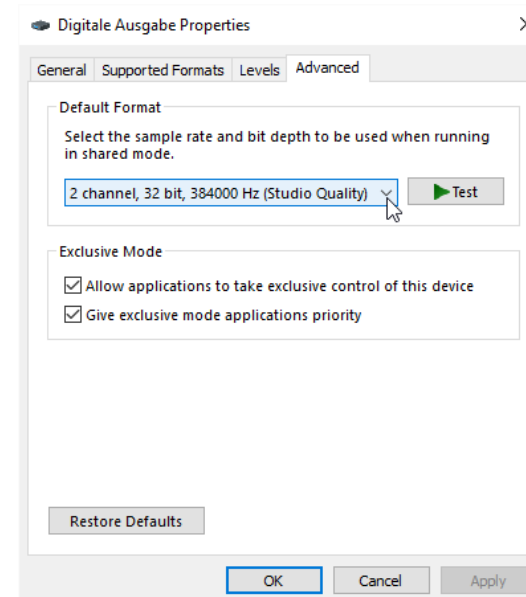 Digitale Ausgabe Properties
General Supported Formats Levels Advanced
Default Format
Select the sample rate and bit depth to be used when running
in shared mode.
2 channel, 32 bit, 384000 Hz (Studio Quality) Test
Exclusive Mode
Allow applications to take exclusive control of this device
Give exclusive mode applications priority
Restore Defaults
OK Cancel Apply